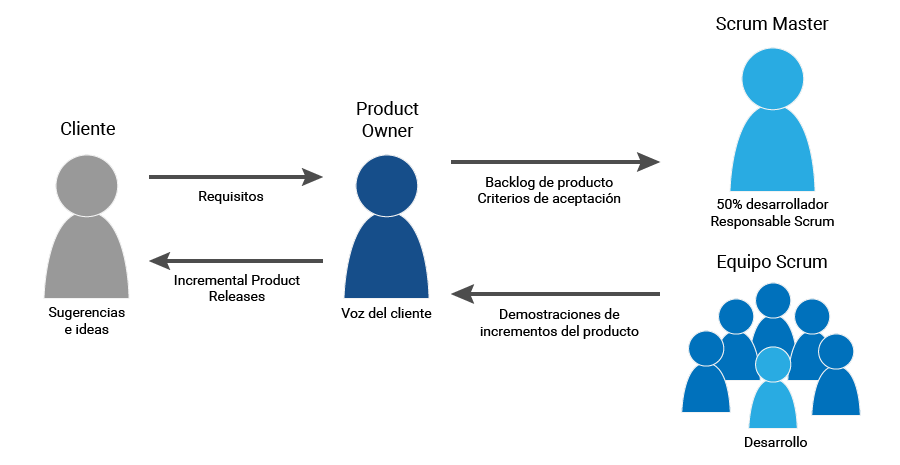 Cliente
Sugerencias
e ideas
Requisitos
Incremental Product
Releases
Product
Owner
Voz del cliente
Backlog de producto
Criterios de aceptación
Demostraciones de
incrementos del producto
Scrum Master
50% desarrollador
Responsable Scrum
Equipo Scrum
Desarrollo